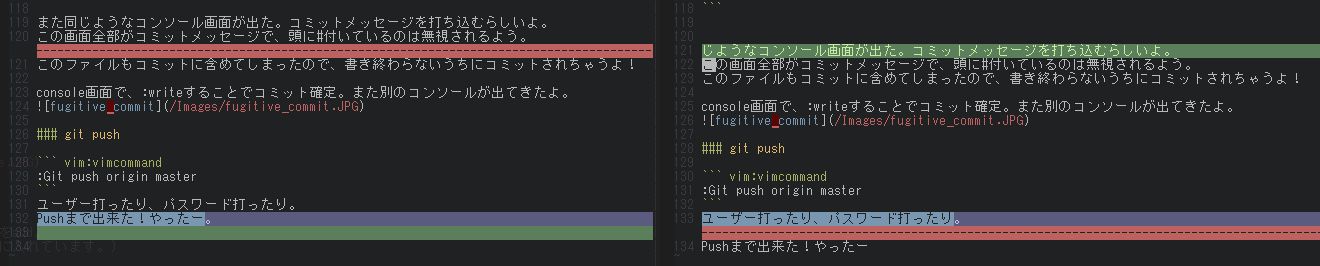 118
119 また同じようなコンソール画面が出た。コミットメッセージを打ち込むらしいよ。
120 この画面全部がコミットメッセージで、頭に#付いているのは無視されるよう。
121 このファイルもコミットに含めてしまったので、書き終わらないうちにコミットされちゃうよ！
122
123 console画面で、:writeすることでコミット確定。また別のコンソールが出てきたよ。
124 ![fugitive_commit](/Images/fugitive_commit.JPG)
125
126 ### git push
127
128 ``` vim:vimcommand
129 :Git push origin master
130 ```
131 ユーザー打ったり、パスワード打ったり。
132 Pushまで出来た！やったー。
133
134
~
118 ```
119
120
121 じようなコンソール画面が出た。コミットメッセージを打ち込むらしいよ。
122 この画面全部がコミットメッセージで、頭に#付いているのは無視されるよう。
123 このファイルもコミットに含めてしまったので、書き終わらないうちにコミットされちゃうよ！
124
125 console画面で、:writeすることでコミット確定。また別のコンソールが出てきたよ。
126 ![fugitive_commit](/Images/fugitive_commit.JPG)
127
128 ### git push
129
130 ``` vim:vimcommand
131 :Git push origin master
132 ```
133 ユーザー打ったり、パスワード打ったり。
134 Pushまで出来た！やったー
~